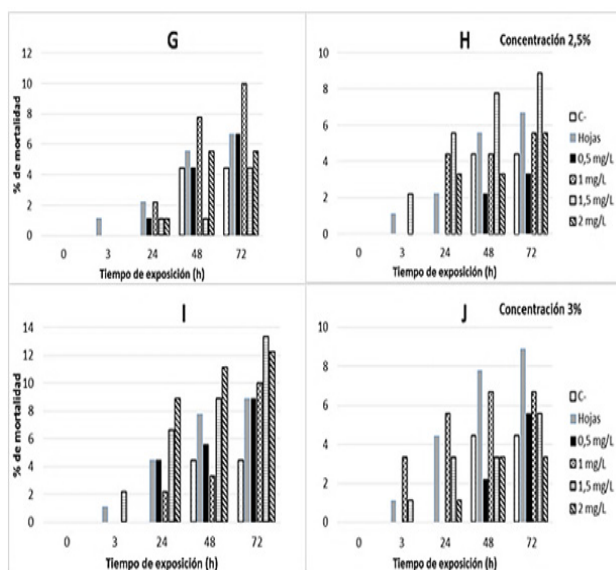 G
12
10
8
6
4
2
0
% de mortalidad
0 3 24 48 72
Tiempo de exposición (h)
H
Concentración 2,5%
10
8
6
4
2
0
0 3 24 48 72
Tiempo de exposición (h)
C-
Hojas
0,5 mg/L
1 mg/L
1,5 mg/L
2 mg/L
I
14
12
10
8
6
4
2
0
% de mortalidad
0 3 24 48 72
Tiempo de exposición (h)
J
Concentración 3%
10
8
6
4
2
0
0 3 24 48 72
Tiempo de exposición (h)
C-
Hojas
0,5 mg/L
1 mg/L
1,5 mg/L
2 mg/L